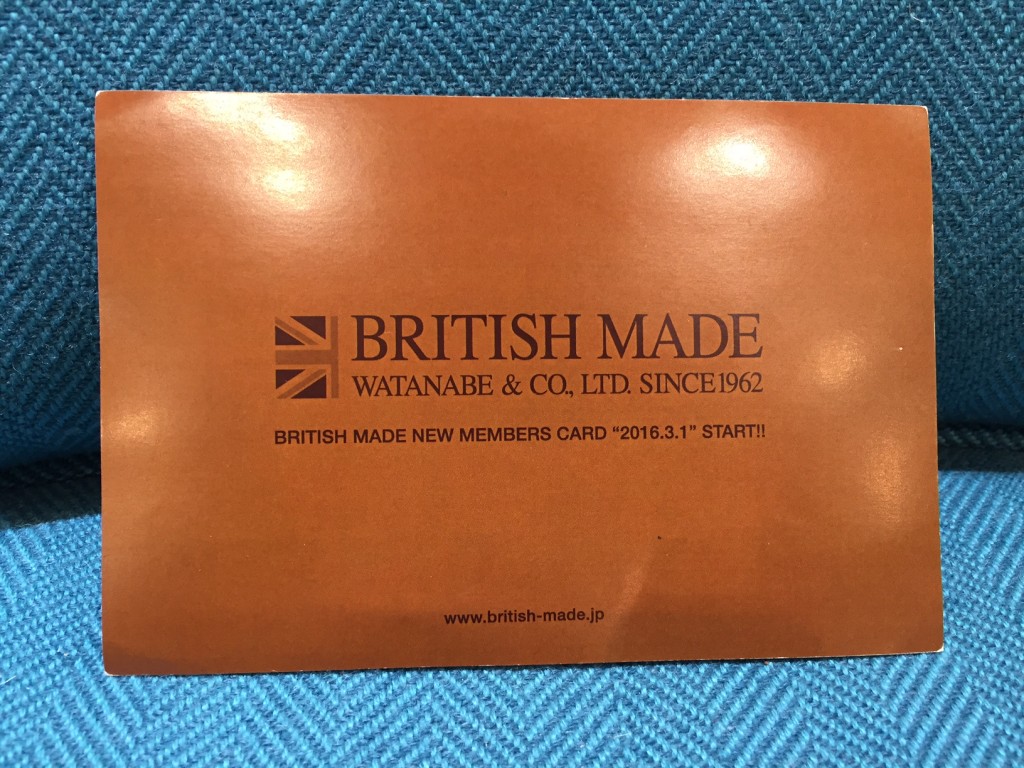 BRITISH MADE
WATANABE & CO., LTD. SINCE1962
BRITISH MADE NEW MEMBERS CARD “2016.3.1” START!!
www.british-made.jp